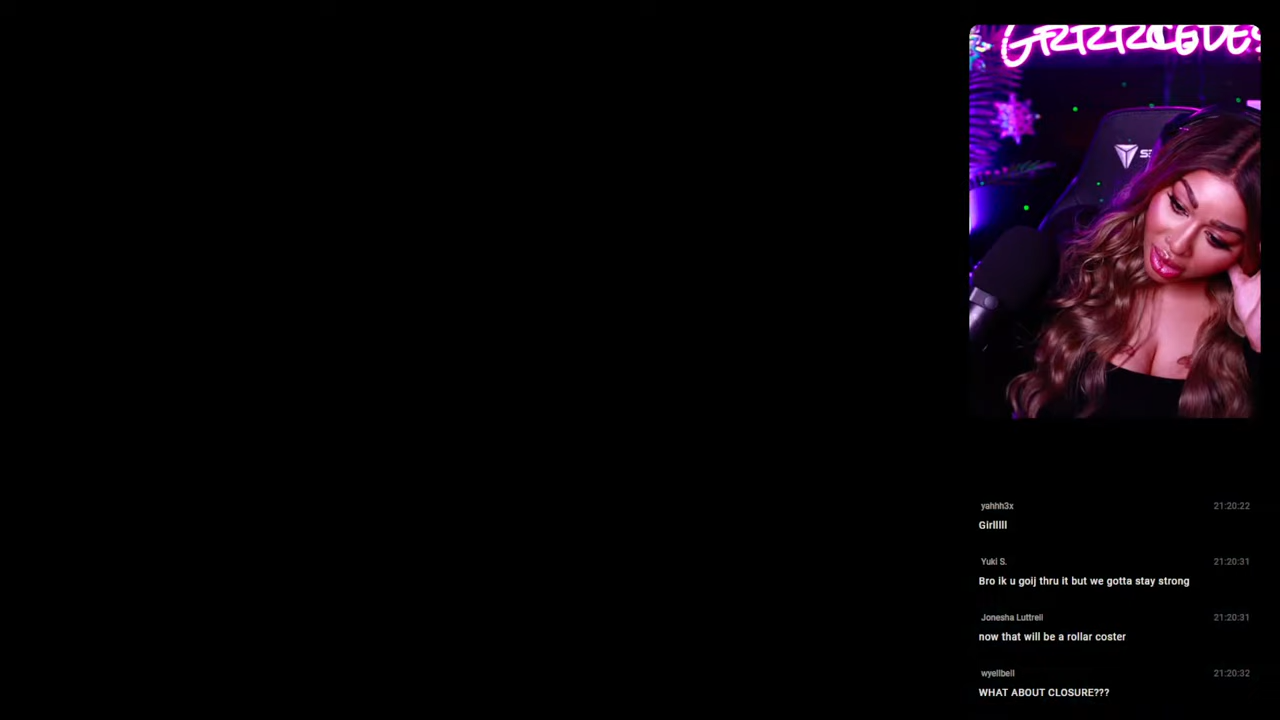 GRRRCEDES
yahhh3x 21:20:22
Girlllll
Yuki S. 21:20:31
Bro ik u goij thru it but we gotta stay strong
Jonesha Luttrell 21:20:31
now that will be a rollar coster
wyellbell 21:20:32
WHAT ABOUT CLOSURE???